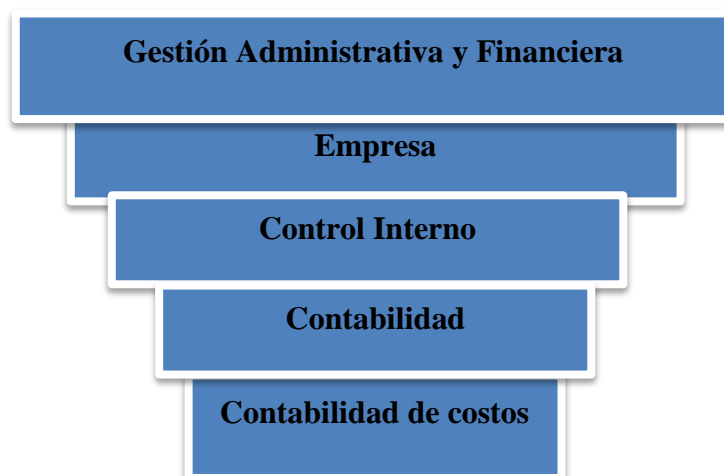 Gestión Administrativa y Financiera
Empresa
Control Interno
Contabilidad
Contabilidad de costos